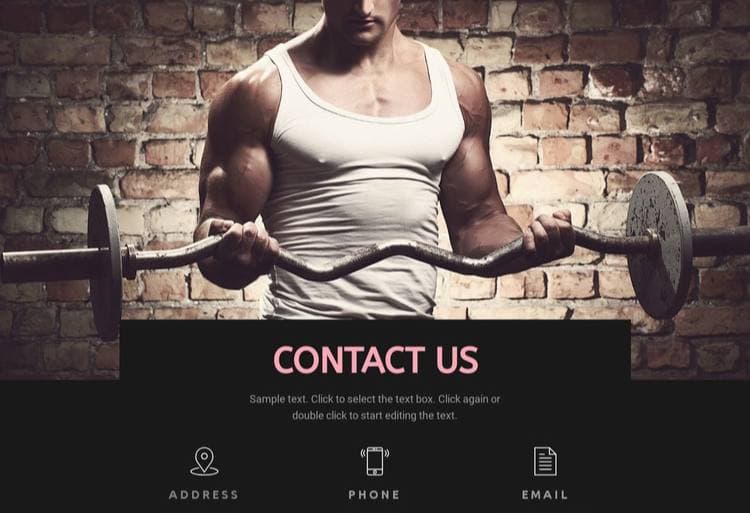 CONTACT US
Sample text. Click to select the text box. Click again or
double click to start editing the text.
ADDRESS
PHONE
EMAIL